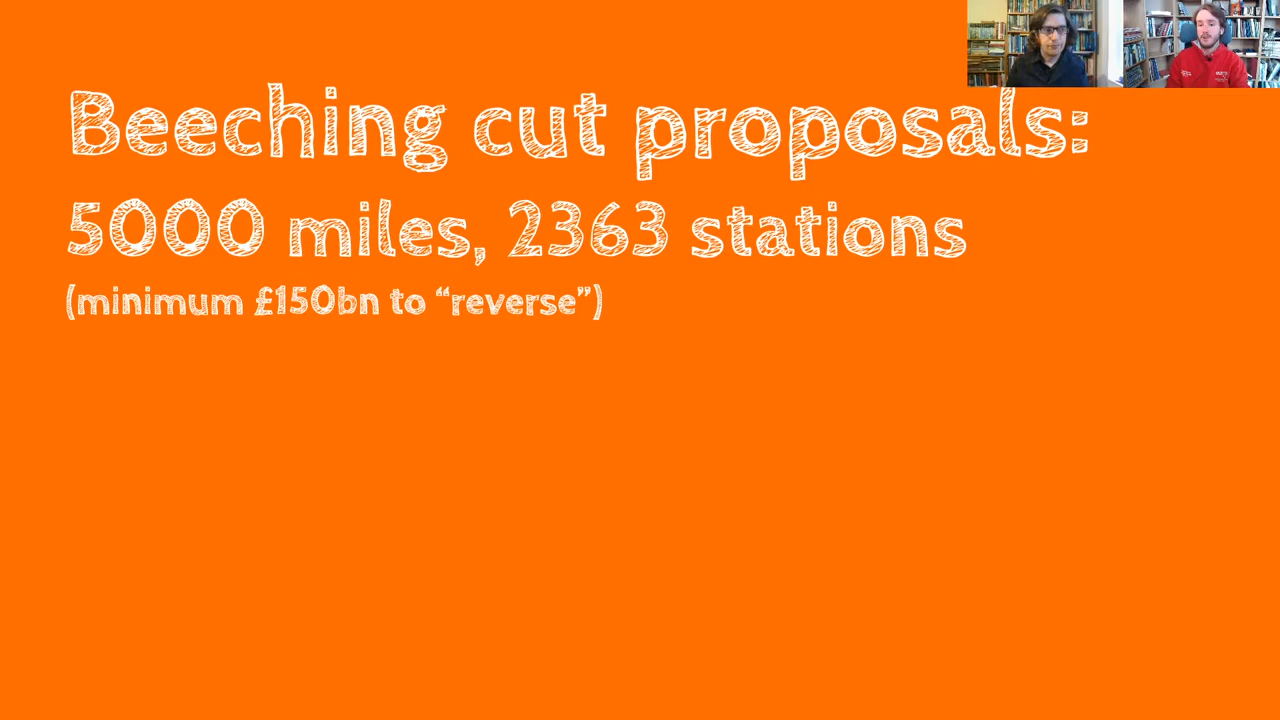 Beeching cut proposals:
5000 miles, 2363 stations
(minimum £150bn to “reverse”)